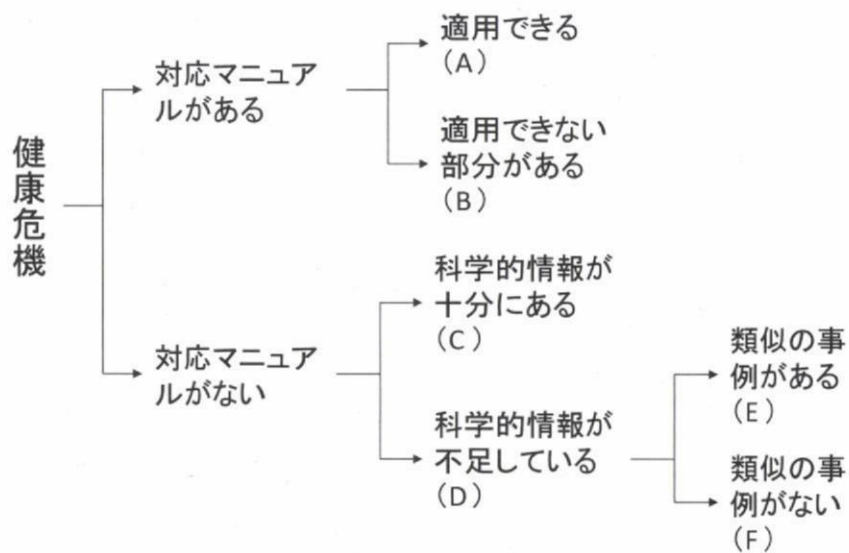 健康危機
対応マニュア
ルがある
適用できる
(A)
適用できない
部分がある
(B)
対応マニュア
ルがない
科学的情報が
十分にある
(C)
科学的情報が
不足している
(D)
類似の事
例がある
(E)
類似の事
例がない
(F)